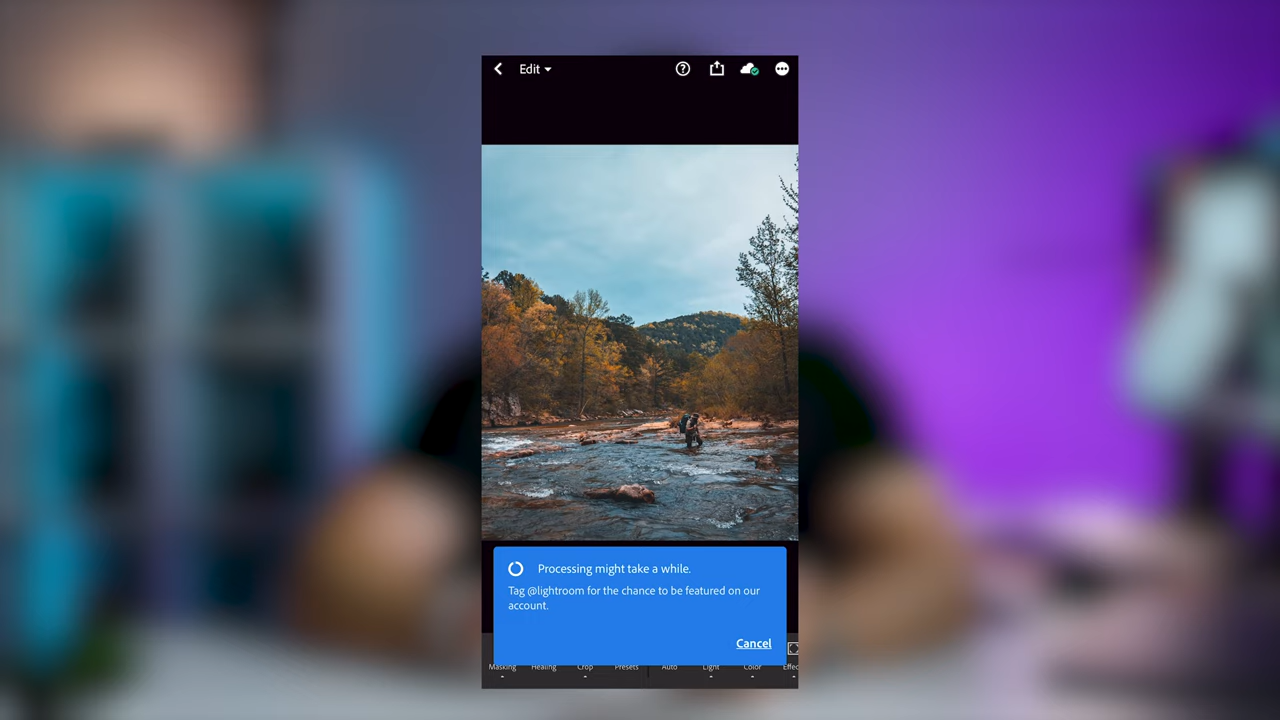 Edit
Processing might take a while.
Tag @lightroom for the chance to be featured on our
account.
Cancel
Masking Healing Crop Presets Auto Light Color Effec